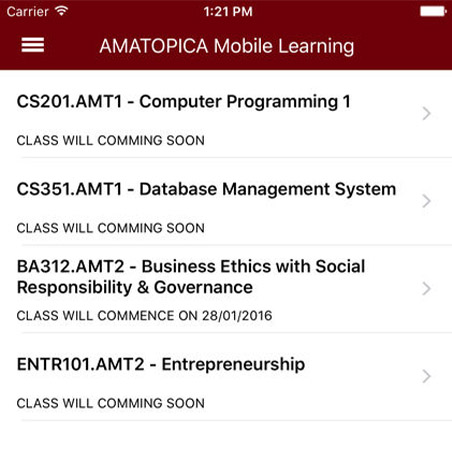 Carrier 1:21 PM
AMATOPICA Mobile Learning
CS201.AMT1 - Computer Programming 1
CLASS WILL COMMING SOON
CS351.AMT1 - Database Management System
CLASS WILL COMMING SOON
BA312.AMT2 - Business Ethics with Social
Responsibility & Governance
CLASS WILL COMMENCE ON 28/01/2016
ENTR101.AMT2 - Entrepreneurship
CLASS WILL COMMING SOON